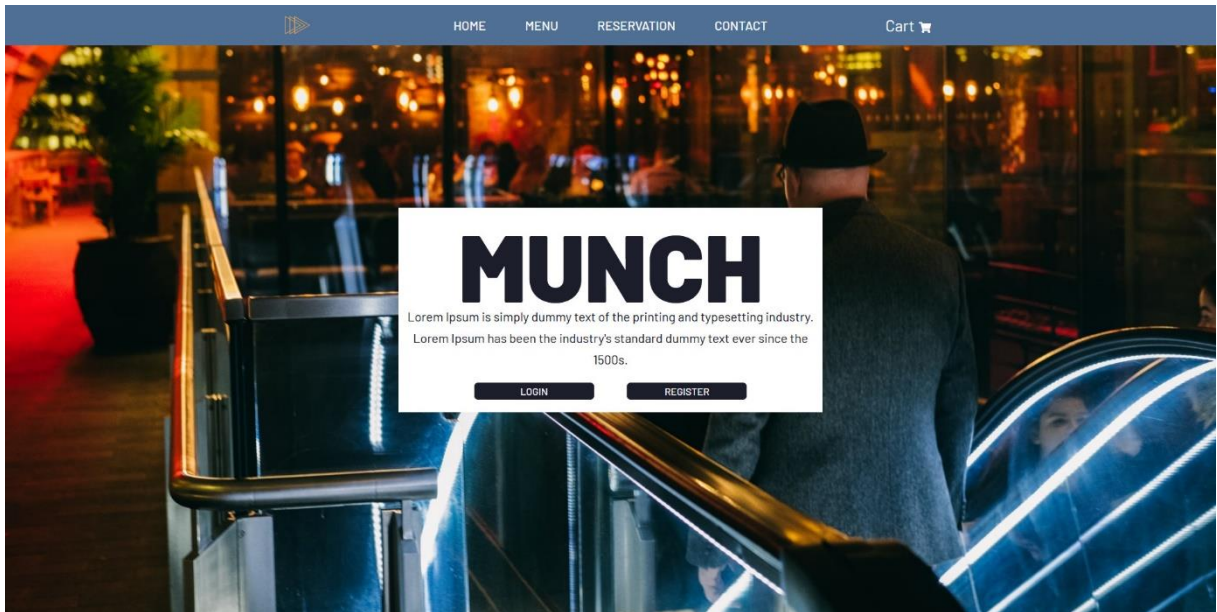 HOME MENU RESERVATION CONTACT Cart
MUNCH
Lorem Ipsum is simply dummy text of the printing and typesetting industry.
Lorem Ipsum has been the industry's standard dummy text ever since the
1500s.
LOGIN REGISTER